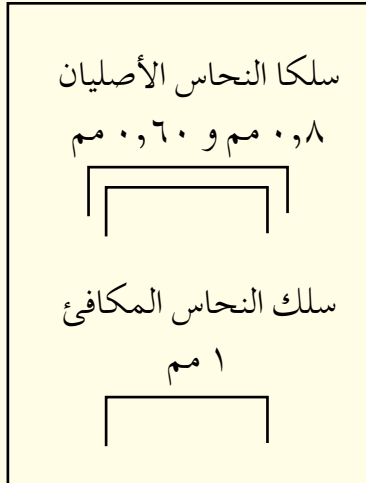 سلكا النحاس الأصليان
٠,٨ مم و ٠,٦٠ مم
سلك النحاس المكافئ
١ مم